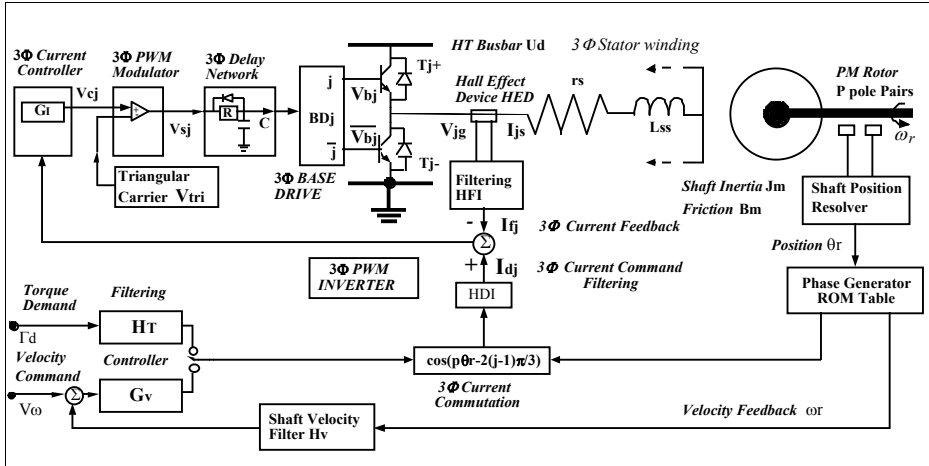 3Φ Current
Controller
3Φ PWM
Modulator
3Φ Delay
Network
HT Busbar Ud
3Φ Stator winding
Tj+
Hall Effect
Device HED
rs
PM Rotor
P pole Pairs
Vcj
GI
+
-
Vsj
R
C
j
BDj
j
Vbj
Vbj
Vjg
Ijs
Lss
ωr
Tj-
3Φ BASE
DRIVE
Triangular
Carrier Vtri
Filtering
HFI
Shaft Inertia Jm
Friction Bm
Shaft Position
Resolver
-
Ifj
3Φ Current Feedback
Σ
Position θr
+
Idj
3Φ Current Command
Filtering
3Φ PWM
INVERTER
HDI
Phase Generator
ROM Table
Torque
Demand
Filtering
HT
Γd
Velocity
Command
Controller
cos(pθr-2(j-1)π/3)
3Φ Current
Commutation
Σ
Gv
Vω
Shaft Velocity
Filter Hv
Velocity Feedback ωr